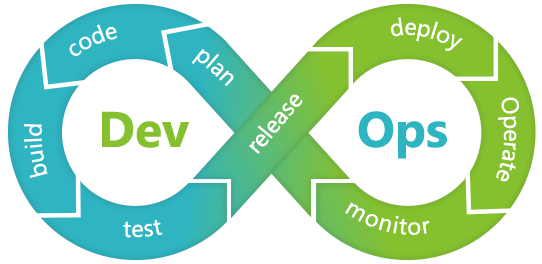 code
plan
build
Dev
test
release
deploy
Ops
Operate
monitor